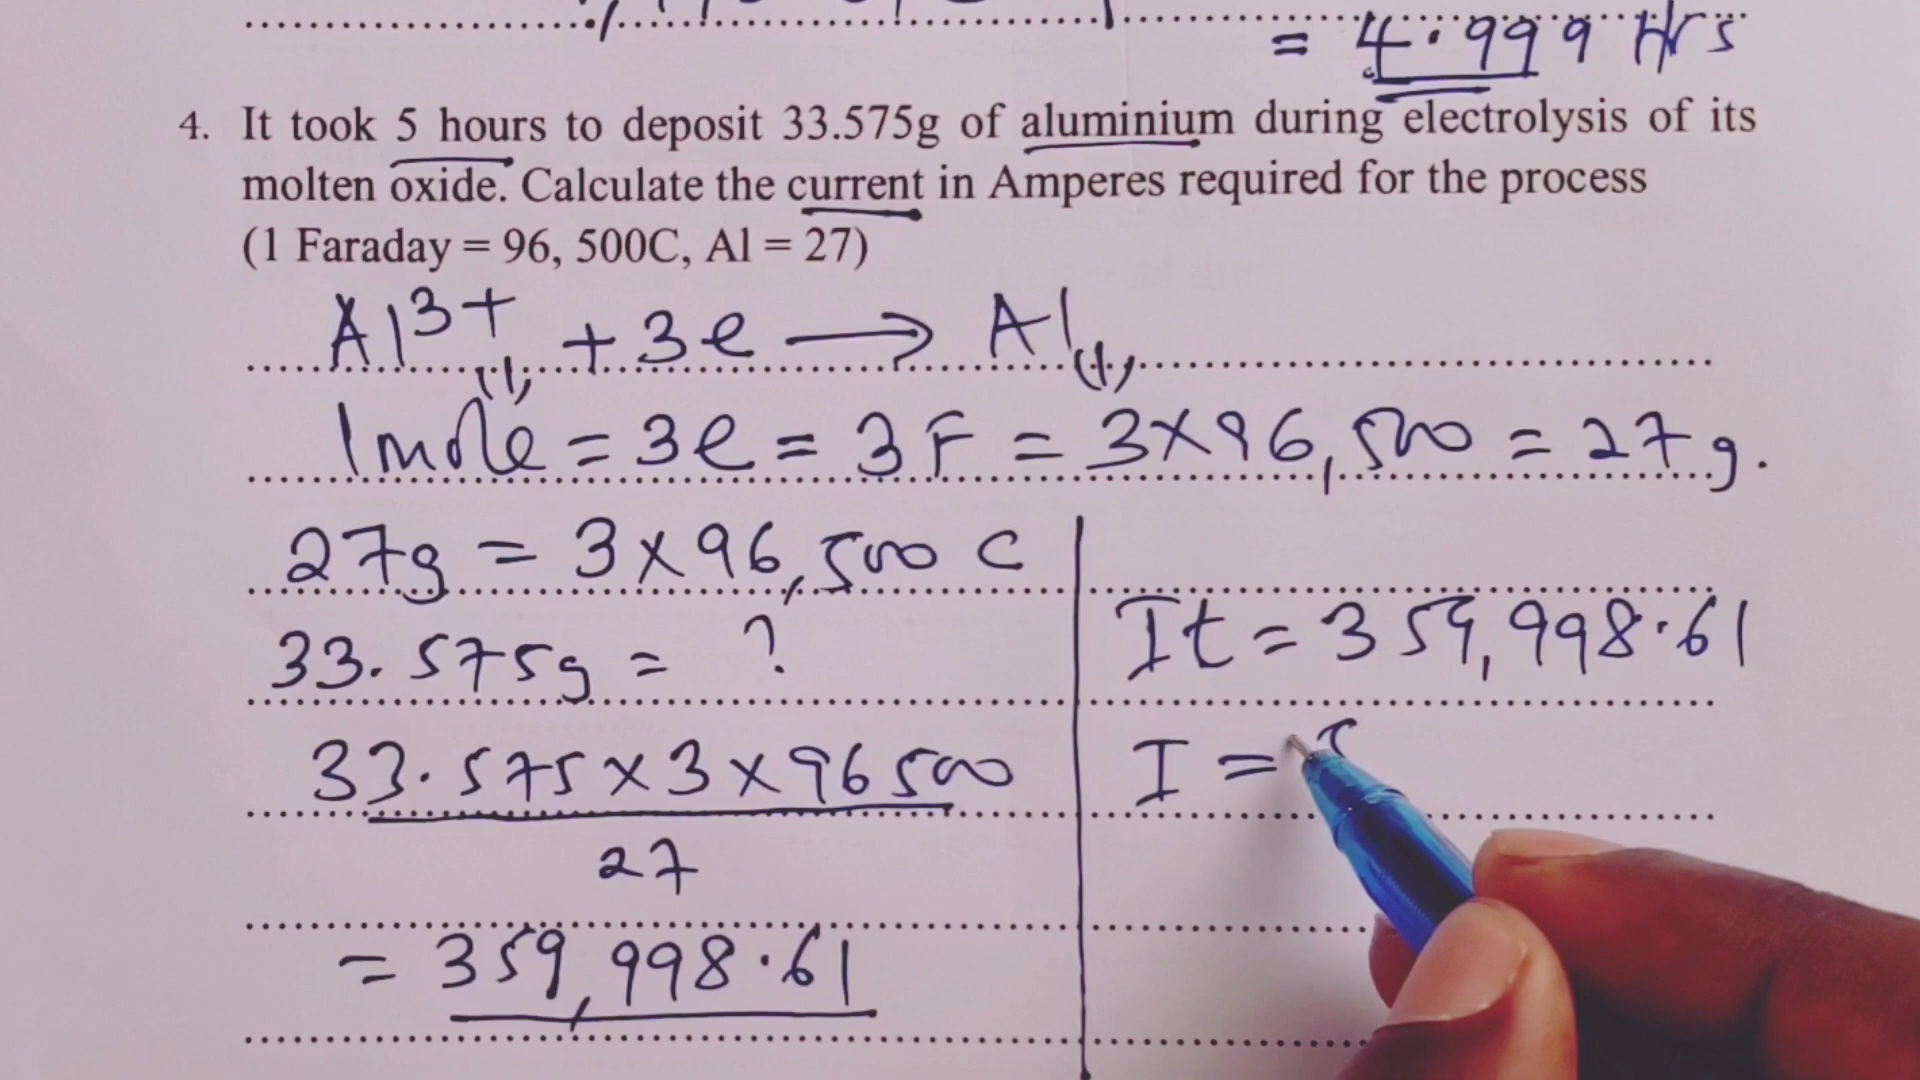 = 4.999 Hrs
4. It took 5 hours to deposit 33.575g of aluminium during electrolysis of its
molten oxide. Calculate the current in Amperes required for the process
(1 Faraday = 96, 500C, Al = 27)
Al3+(l) + 3e → Al(l)
1mole = 3e = 3F = 3×96,500 = 27g.
27g = 3×96,500 C
33.575g = ?
33.575×3×96500
27
= 359,998.61
It = 359,998.61
I =